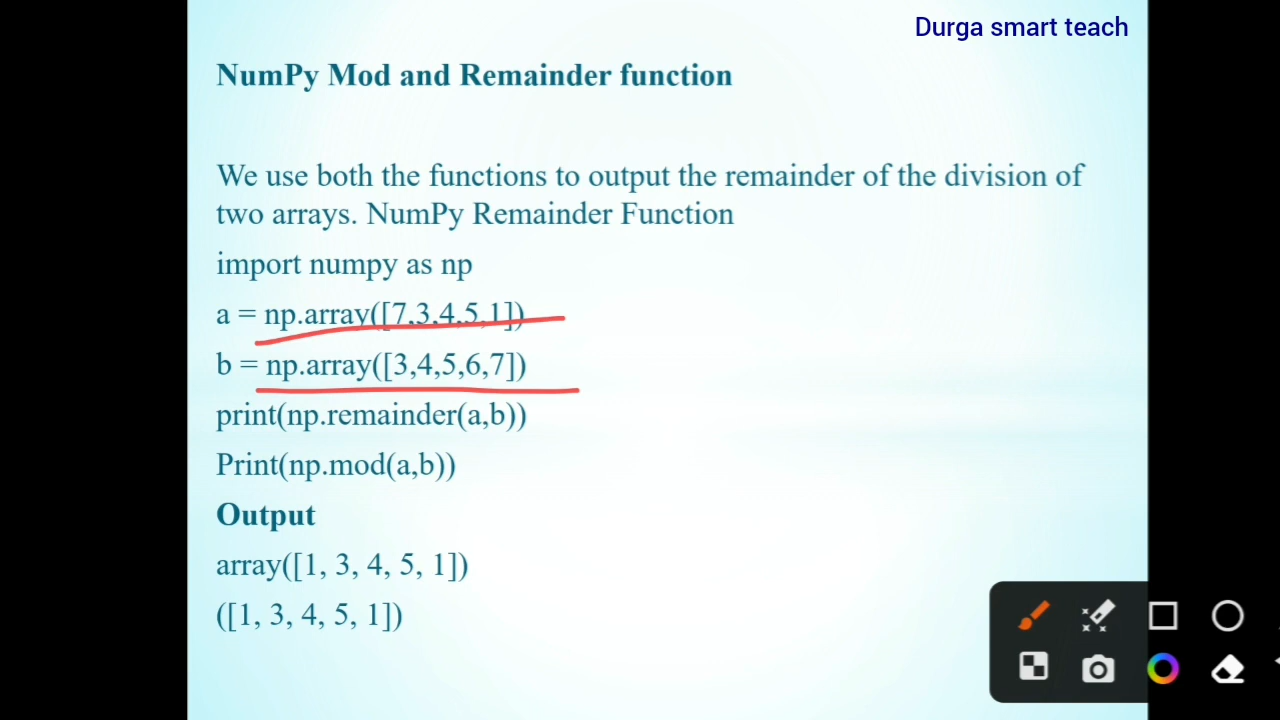 Durga smart teach
NumPy Mod and Remainder function
We use both the functions to output the remainder of the division of
two arrays. NumPy Remainder Function
import numpy as np
a = np.array([7,3,4,5,1])
b = np.array([3,4,5,6,7])
print(np.remainder(a,b))
Print(np.mod(a,b))
Output
array([1, 3, 4, 5, 1])
([1, 3, 4, 5, 1])